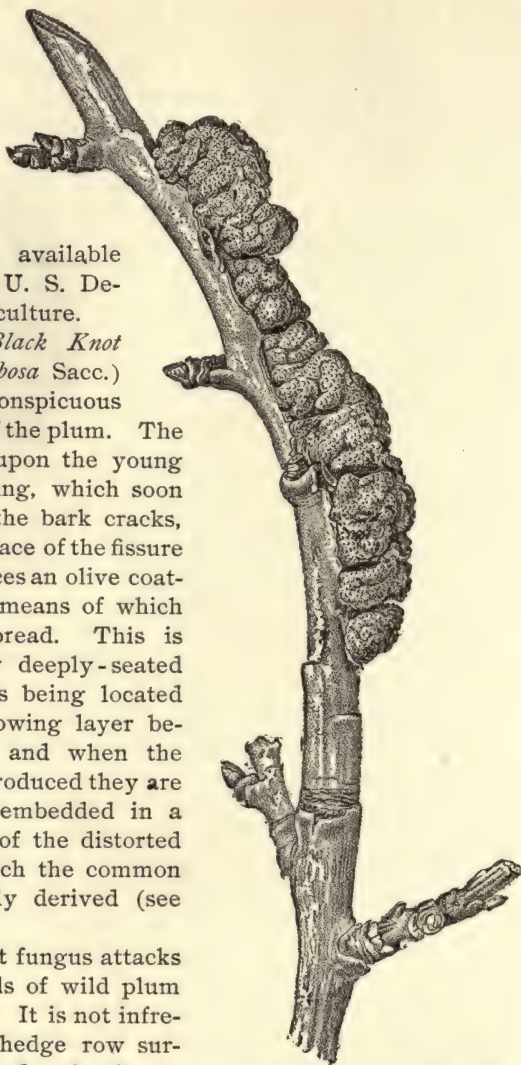 available
U. S. De-
culture.
Black Knot
bosa Sacc.)
onspicuous
f the plum. The
upon the young
ng, which soon
the bark cracks,
ace of the fissure
ces an olive coat-
means of which
pread. This is
deeply-seated
s being located
owing layer be-
and when the
roduced they are
embedded in a
of the distorted
ch the common
ly derived (see
t fungus attacks
ds of wild plum
It is not infre-
hedge row sur-